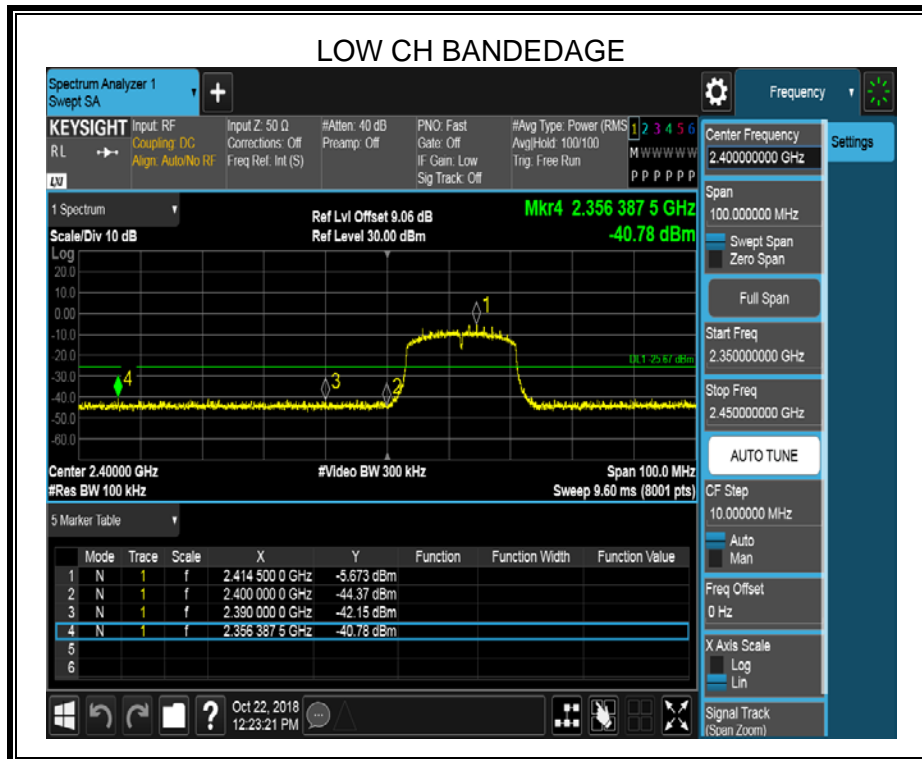 LOW CH BANDEDAGE
Spectrum Analyzer 1
Swept SA
+
Frequency
KEYSIGHT
RL
LXI
Input: RF
Coupling: DC
Align: Auto/No RF
Input Z: 50 Ω
Corrections: Off
Freq Ref: Int (S)
#Atten: 40 dB
Preamp: Off
PNO: Fast
Gate: Off
IF Gain: Low
Sig Track: Off
#Avg Type: Power (RMS
Avg|Hold: 100/100
Trig: Free Run
1 2 3 4 5 6
M W W W W W
P P P P P P
1 Spectrum
Scale/Div 10 dB
Ref Lvl Offset 9.06 dB
Ref Level 30.00 dBm
Mkr4 2.356 387 5 GHz
-40.78 dBm
Log
20.0
10.0
0.00
-10.0
-20.0
-30.0
-40.0
-50.0
-60.0
1
2
3
4
DL1 -25.67 dBm
Center 2.40000 GHz
#Res BW 100 kHz
#Video BW 300 kHz
Span 100.0 MHz
Sweep 9.60 ms (8001 pts)
5 Marker Table
Mode Trace Scale X Y Function Function Width Function Value
1 N 1 f 2.414 500 0 GHz -5.673 dBm
2 N 1 f 2.400 000 0 GHz -44.37 dBm
3 N 1 f 2.390 000 0 GHz -42.15 dBm
4 N 1 f 2.356 387 5 GHz -40.78 dBm
5
6
?
Oct 22, 2018
12:23:21 PM
Center Frequency
2.400000000 GHz
Settings
Span
100.000000 MHz
Swept Span
Zero Span
Full Span
Start Freq
2.350000000 GHz
Stop Freq
2.450000000 GHz
AUTO TUNE
CF Step
10.000000 MHz
Auto
Man
Freq Offset
0 Hz
X Axis Scale
Log
Lin
Signal Track
(Span Zoom)